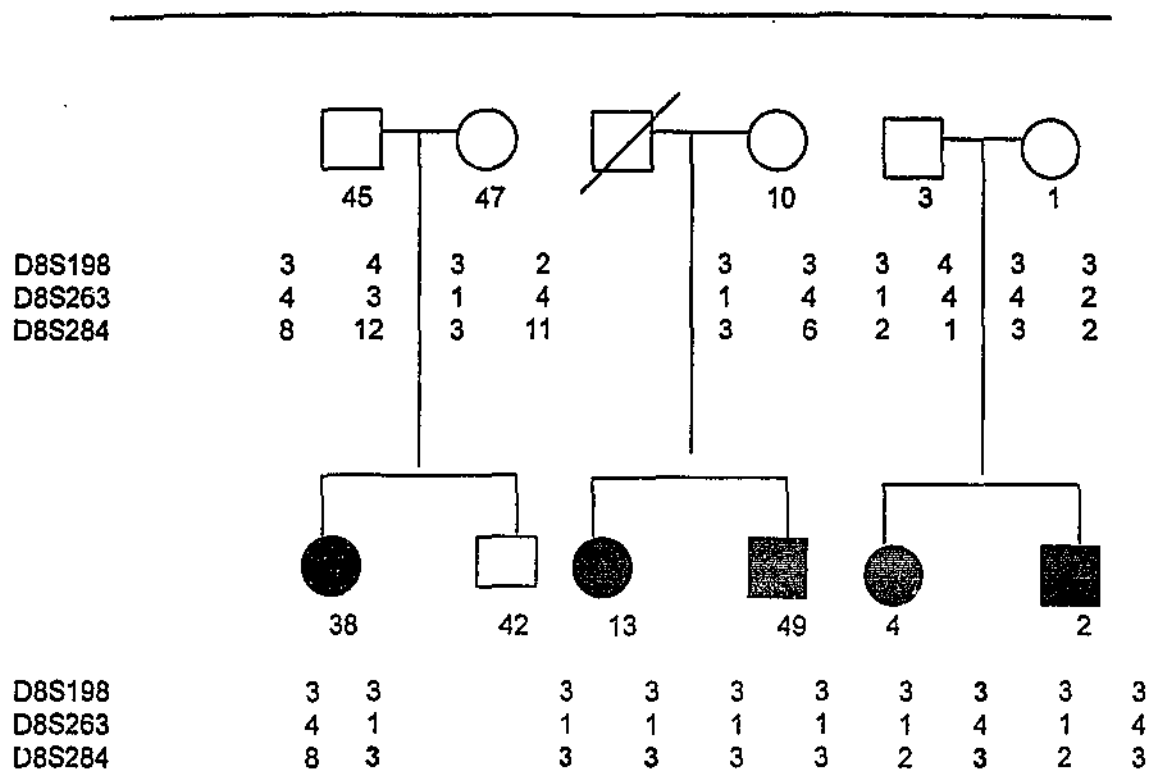 45 47 10 3 1
D8S198 3 4 3 2 3 3 3 4 3 3
D8S263 4 3 1 4 1 4 1 4 4 2
D8S284 8 12 3 11 3 6 2 1 3 2
38 42 13 49 4 2
D8S198 3 3 3 3 3 3 3 3 3 3
D8S263 4 1 1 1 1 1 1 4 1 4
D8S284 8 3 3 3 3 3 2 3 2 3